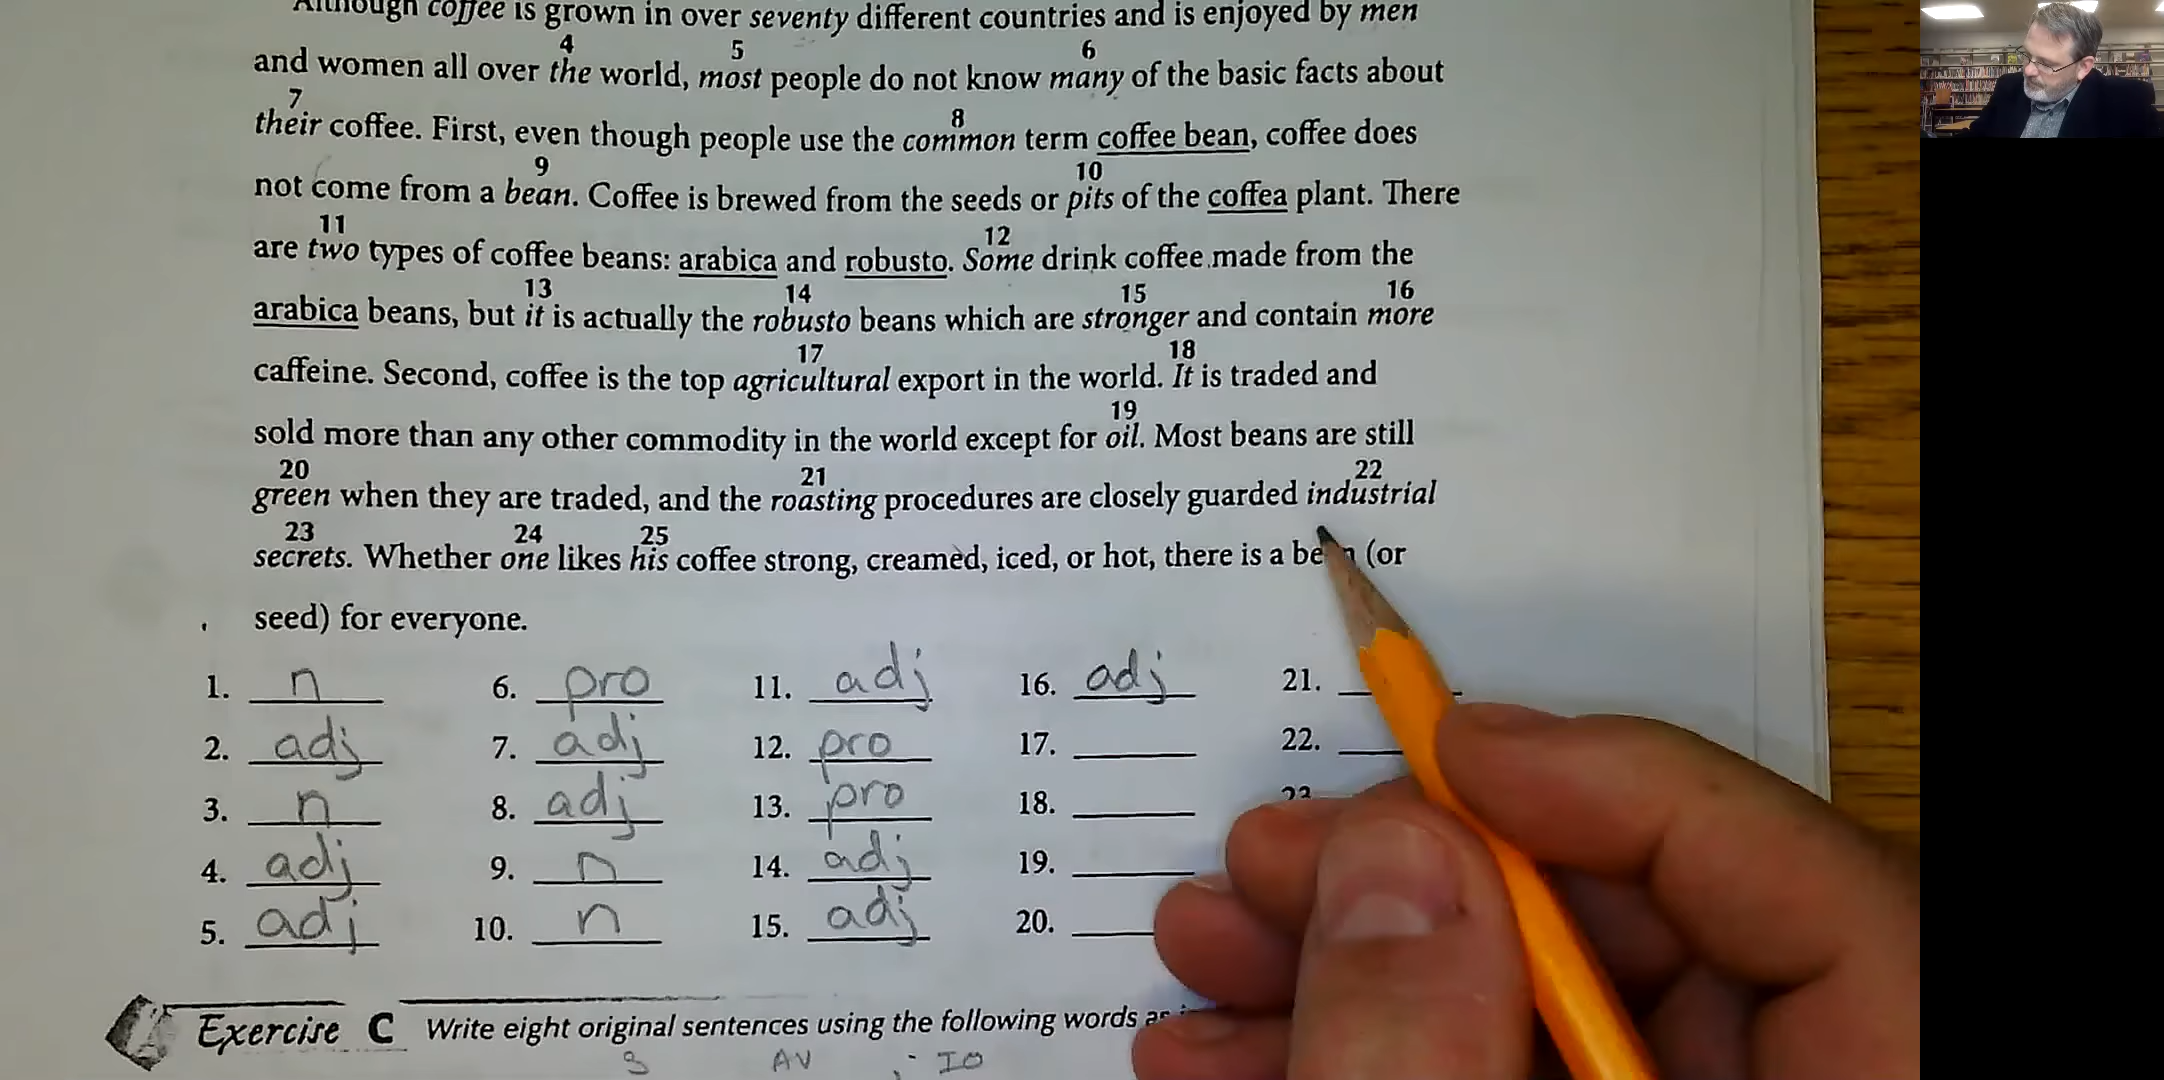 Although coffee is grown in over seventy different countries and is enjoyed by men
4 5 6
and women all over the world, most people do not know many of the basic facts about
7 8
their coffee. First, even though people use the common term coffee bean, coffee does
9 10
not come from a bean. Coffee is brewed from the seeds or pits of the coffea plant. There
11 12
are two types of coffee beans: arabica and robusto. Some drink coffee made from the
13 14 15 16
arabica beans, but it is actually the robusto beans which are stronger and contain more
17 18
caffeine. Second, coffee is the top agricultural export in the world. It is traded and
19
sold more than any other commodity in the world except for oil. Most beans are still
20 21 22
green when they are traded, and the roasting procedures are closely guarded industrial
23 24 25
secrets. Whether one likes his coffee strong, creamed, iced, or hot, there is a bean (or
seed) for everyone.
1. n 6. pro 11. adj 16. adj 21.
2. adj 7. adj 12. pro 17. 22.
3. n 8. adj 13. pro 18. 23
4. adj 9. n 14. adj 19.
5. adj 10. n 15. adj 20.
Exercise C Write eight original sentences using the following words as
S AV ; IO